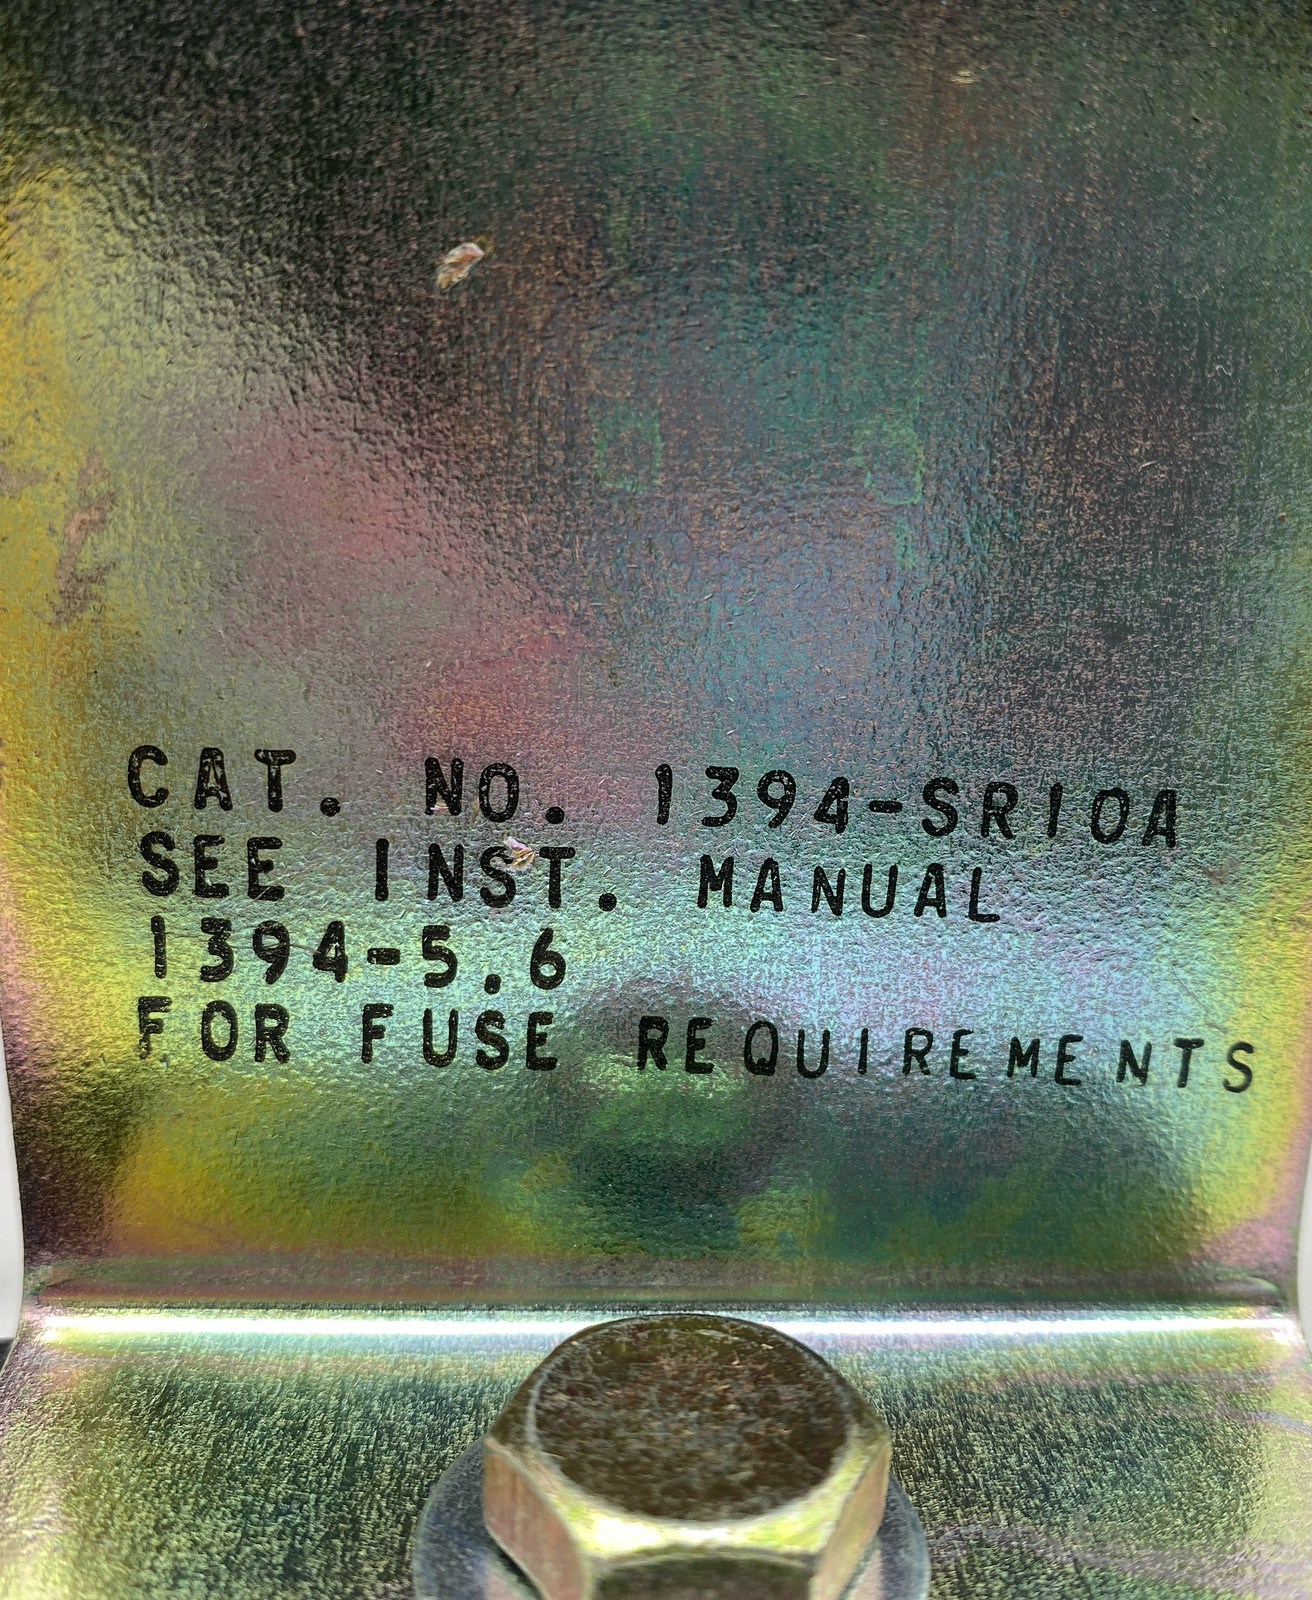 CAT. NO. 1394-SR10A
SEE INST. MANUAL
1394-5.6
FOR FUSE REQUIREMENTS